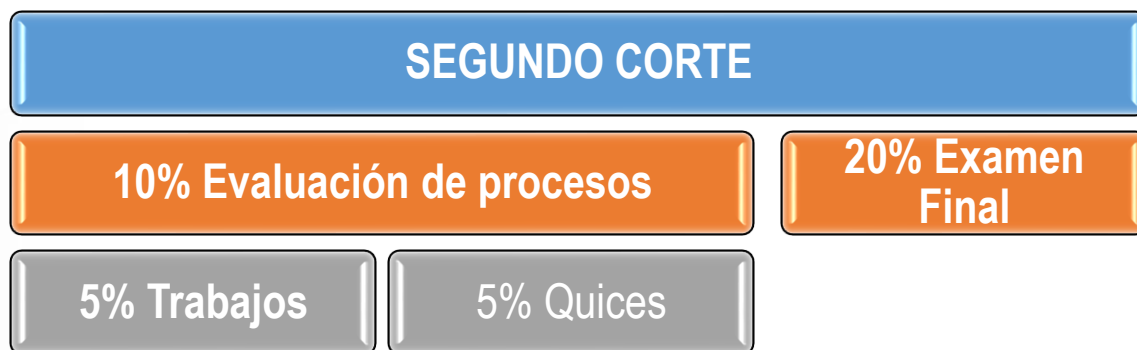 SEGUNDO CORTE
10% Evaluación de procesos
20% Examen
Final
5% Trabajos
5% Quices